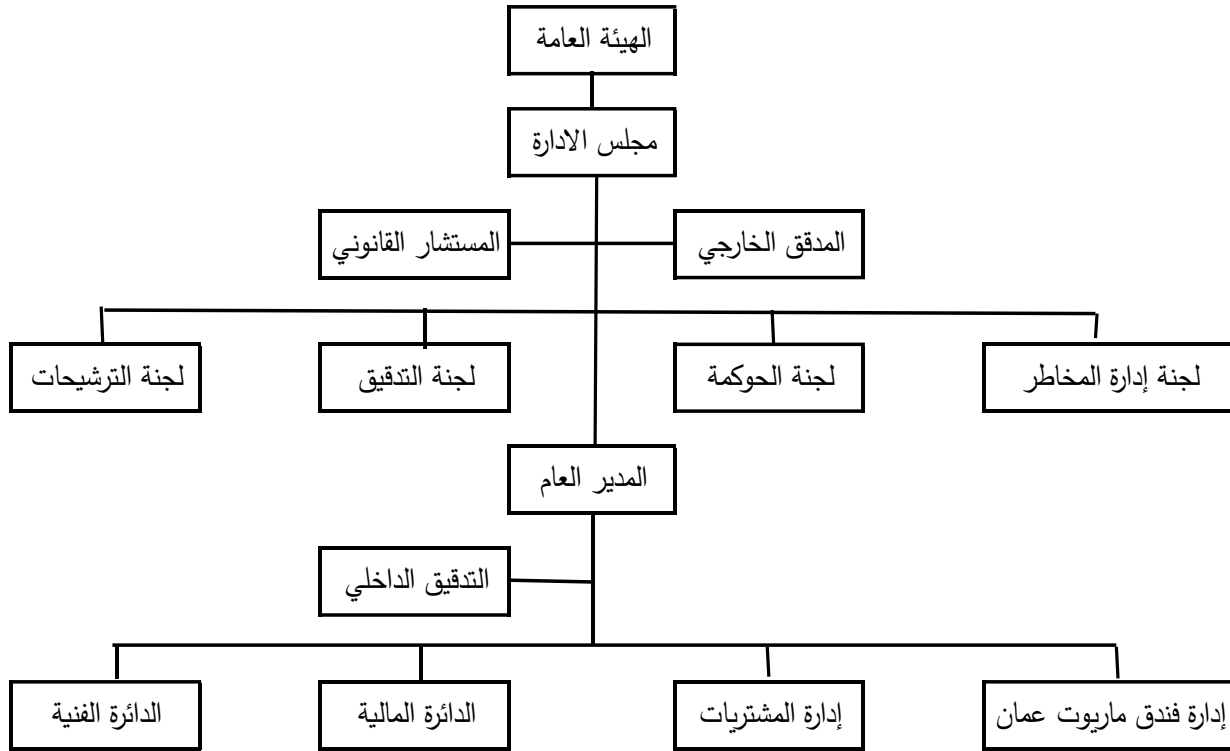 الهيئة العامة
مجلس الادارة
المدقق الخارجي
المستشار القانوني
لجنة إدارة المخاطر
لجنة الحوكمة
لجنة التدقيق
لجنة الترشيحات
المدير العام
التدقيق الداخلي
إدارة فندق ماريوت عمان
إدارة المشتريات
الدائرة المالية
الدائرة الفنية